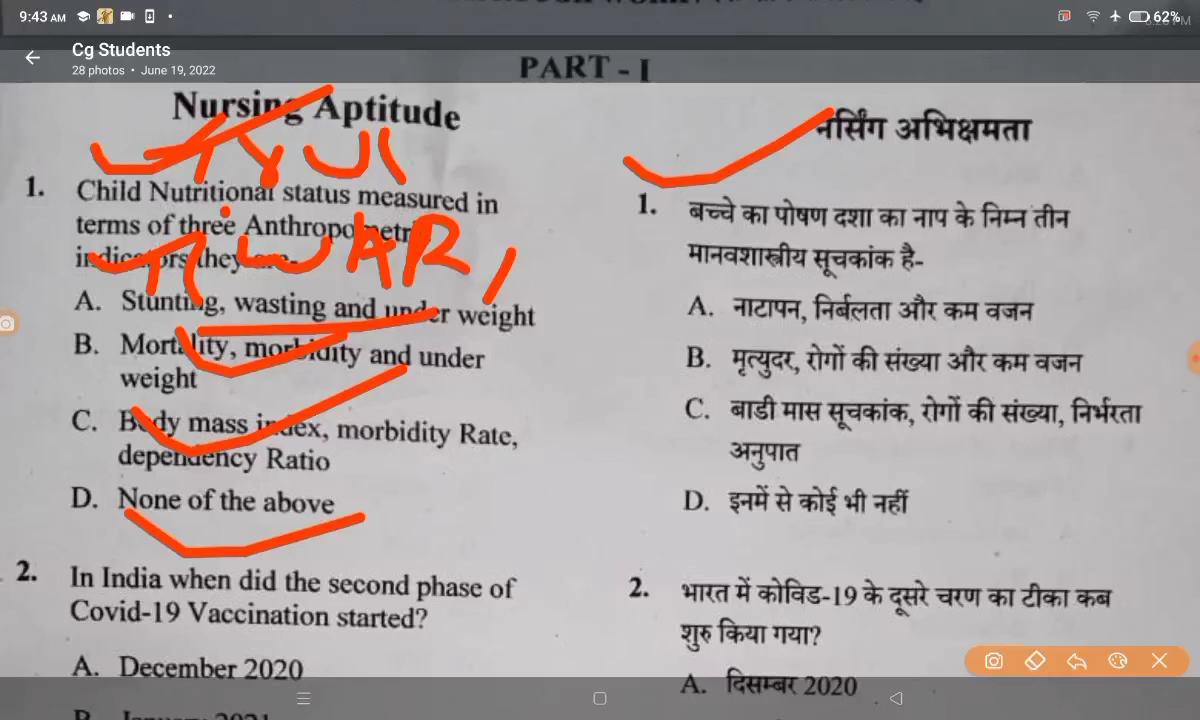 9:43 AM
62%
Cg Students
28 photos • June 19, 2022
PART - I
Nursing Aptitude
1. Child Nutritional status measured in
terms of three Anthropometric
indicators they are-
A. Stunting, wasting and under weight
B. Mortality, morbidity and under
weight
C. Body mass index, morbidity Rate,
dependency Ratio
D. None of the above
2. In India when did the second phase of
Covid-19 Vaccination started?
A. December 2020
नर्सिंग अभिक्षमता
1. बच्चे का पोषण दशा का नाप के निम्न तीन
मानवशास्त्रीय सूचकांक है-
A. नाटापन, निर्बलता और कम वजन
B. मृत्युदर, रोगों की संख्या और कम वजन
C. बाडी मास सूचकांक, रोगों की संख्या, निर्भरता
अनुपात
D. इनमें से कोई भी नहीं
2. भारत में कोविड-19 के दूसरे चरण का टीका कब
शुरु किया गया?
A. दिसम्बर 2020